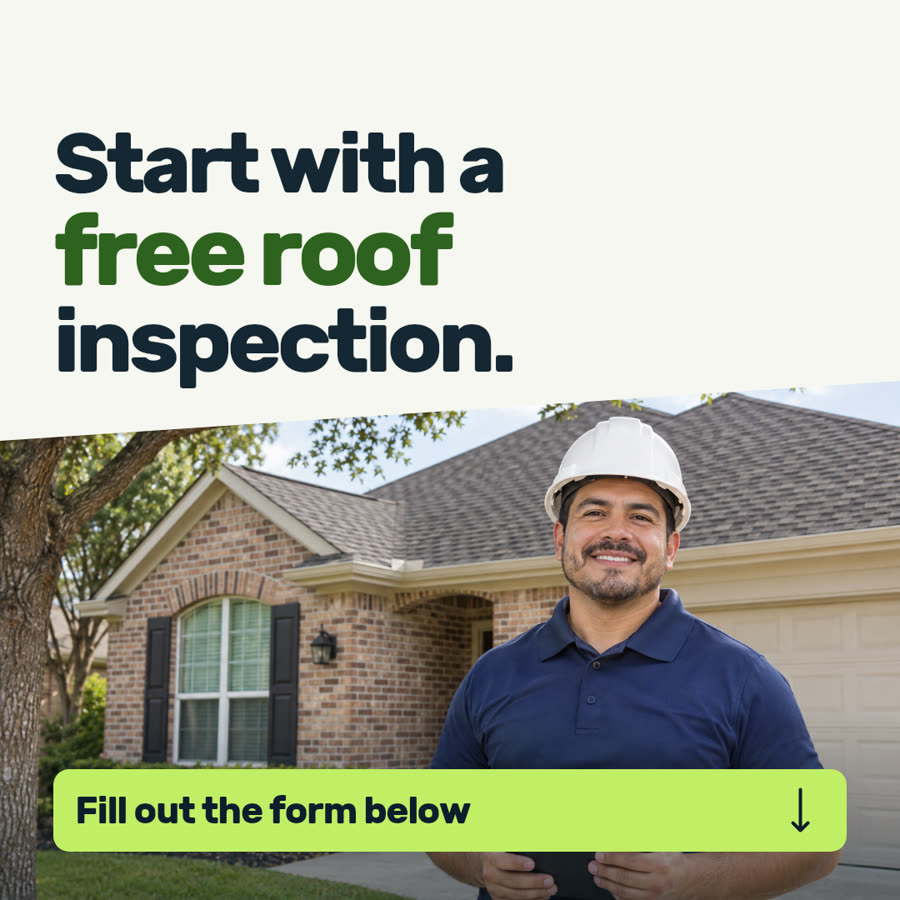 Start with a
free roof
inspection.
Fill out the form below